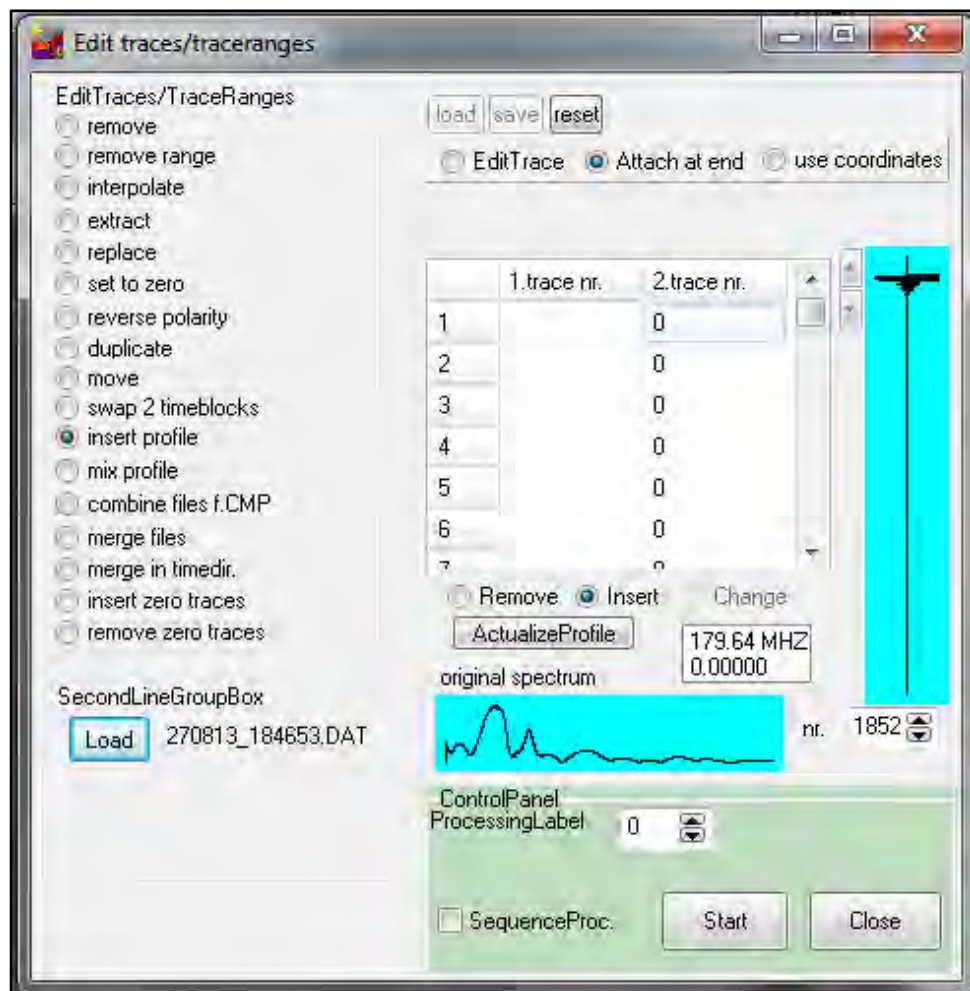 Edit traces/traceranges
EditTraces/TraceRanges
remove
remove range
interpolate
extract
replace
set to zero
reverse polarity
duplicate
move
swap 2 timeblocks
insert profile
mix profile
combine files f.CMP
merge files
merge in timedir.
insert zero traces
remove zero traces
SecondLineGroupBox
Load 270813_184653.DAT
load save reset
EditTrace Attach at end use coordinates
1.trace nr. 2.trace nr.
1 0
2 0
3 0
4 0
5 0
6 0
7 0
Remove Insert Change
ActualizeProfile
179.64 MHZ
0.00000
original spectrum
nr. 1852
ControlPanel
ProcessingLabel 0
SequenceProc. Start Close